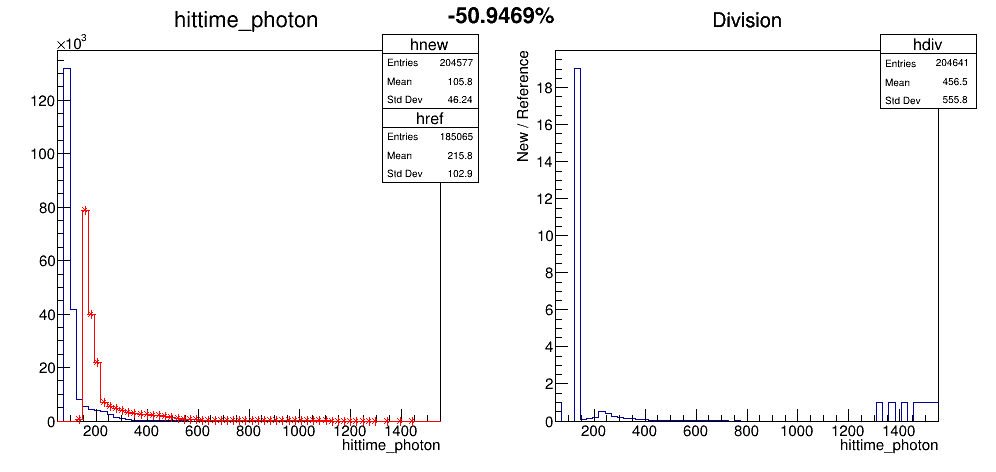 -50.9469%
hittime_photon
×10³
hnew
Entries 204577
Mean 105.8
Std Dev 46.24
href
Entries 185065
Mean 215.8
Std Dev 102.9
120
100
80
60
40
20
0
200 400 600 800 1000 1200 1400
hittime_photon
Division
hdiv
Entries 204641
Mean 456.5
Std Dev 555.8
New / Reference
18
16
14
12
10
8
6
4
2
0
200 400 600 800 1000 1200 1400
hittime_photon